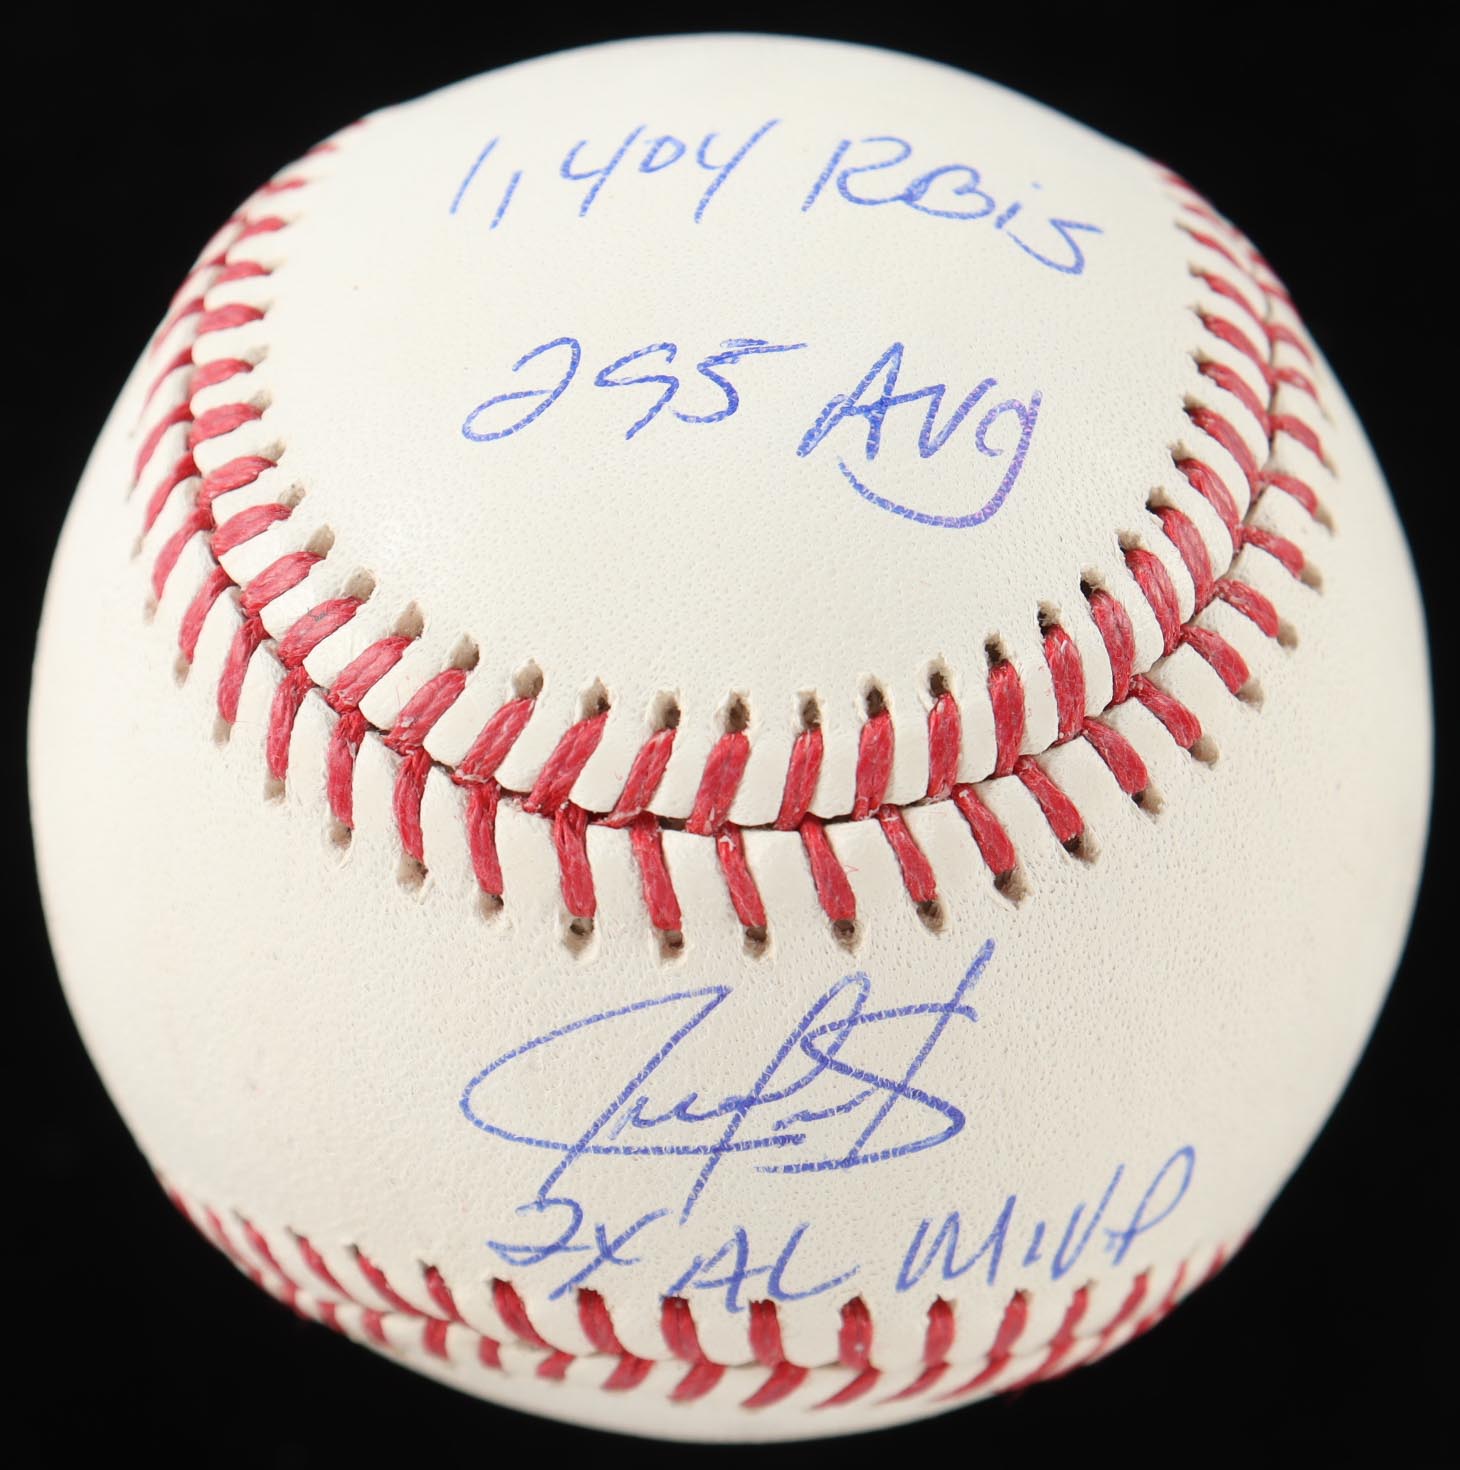 1,404 RBis
295 Avg
2x AL MVP